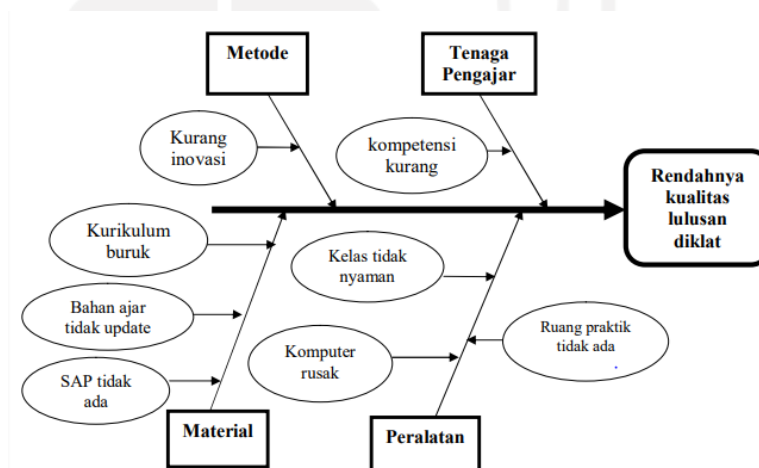 Metode
Tenaga
Pengajar
Kurang
inovasi
kompetensi
kurang
Rendahnya
kualitas
lulusan
diklat
Kurikulum
buruk
Kelas tidak
nyaman
Bahan ajar
tidak update
Ruang praktik
tidak ada
Komputer
rusak
SAP tidak
ada
Material
Peralatan